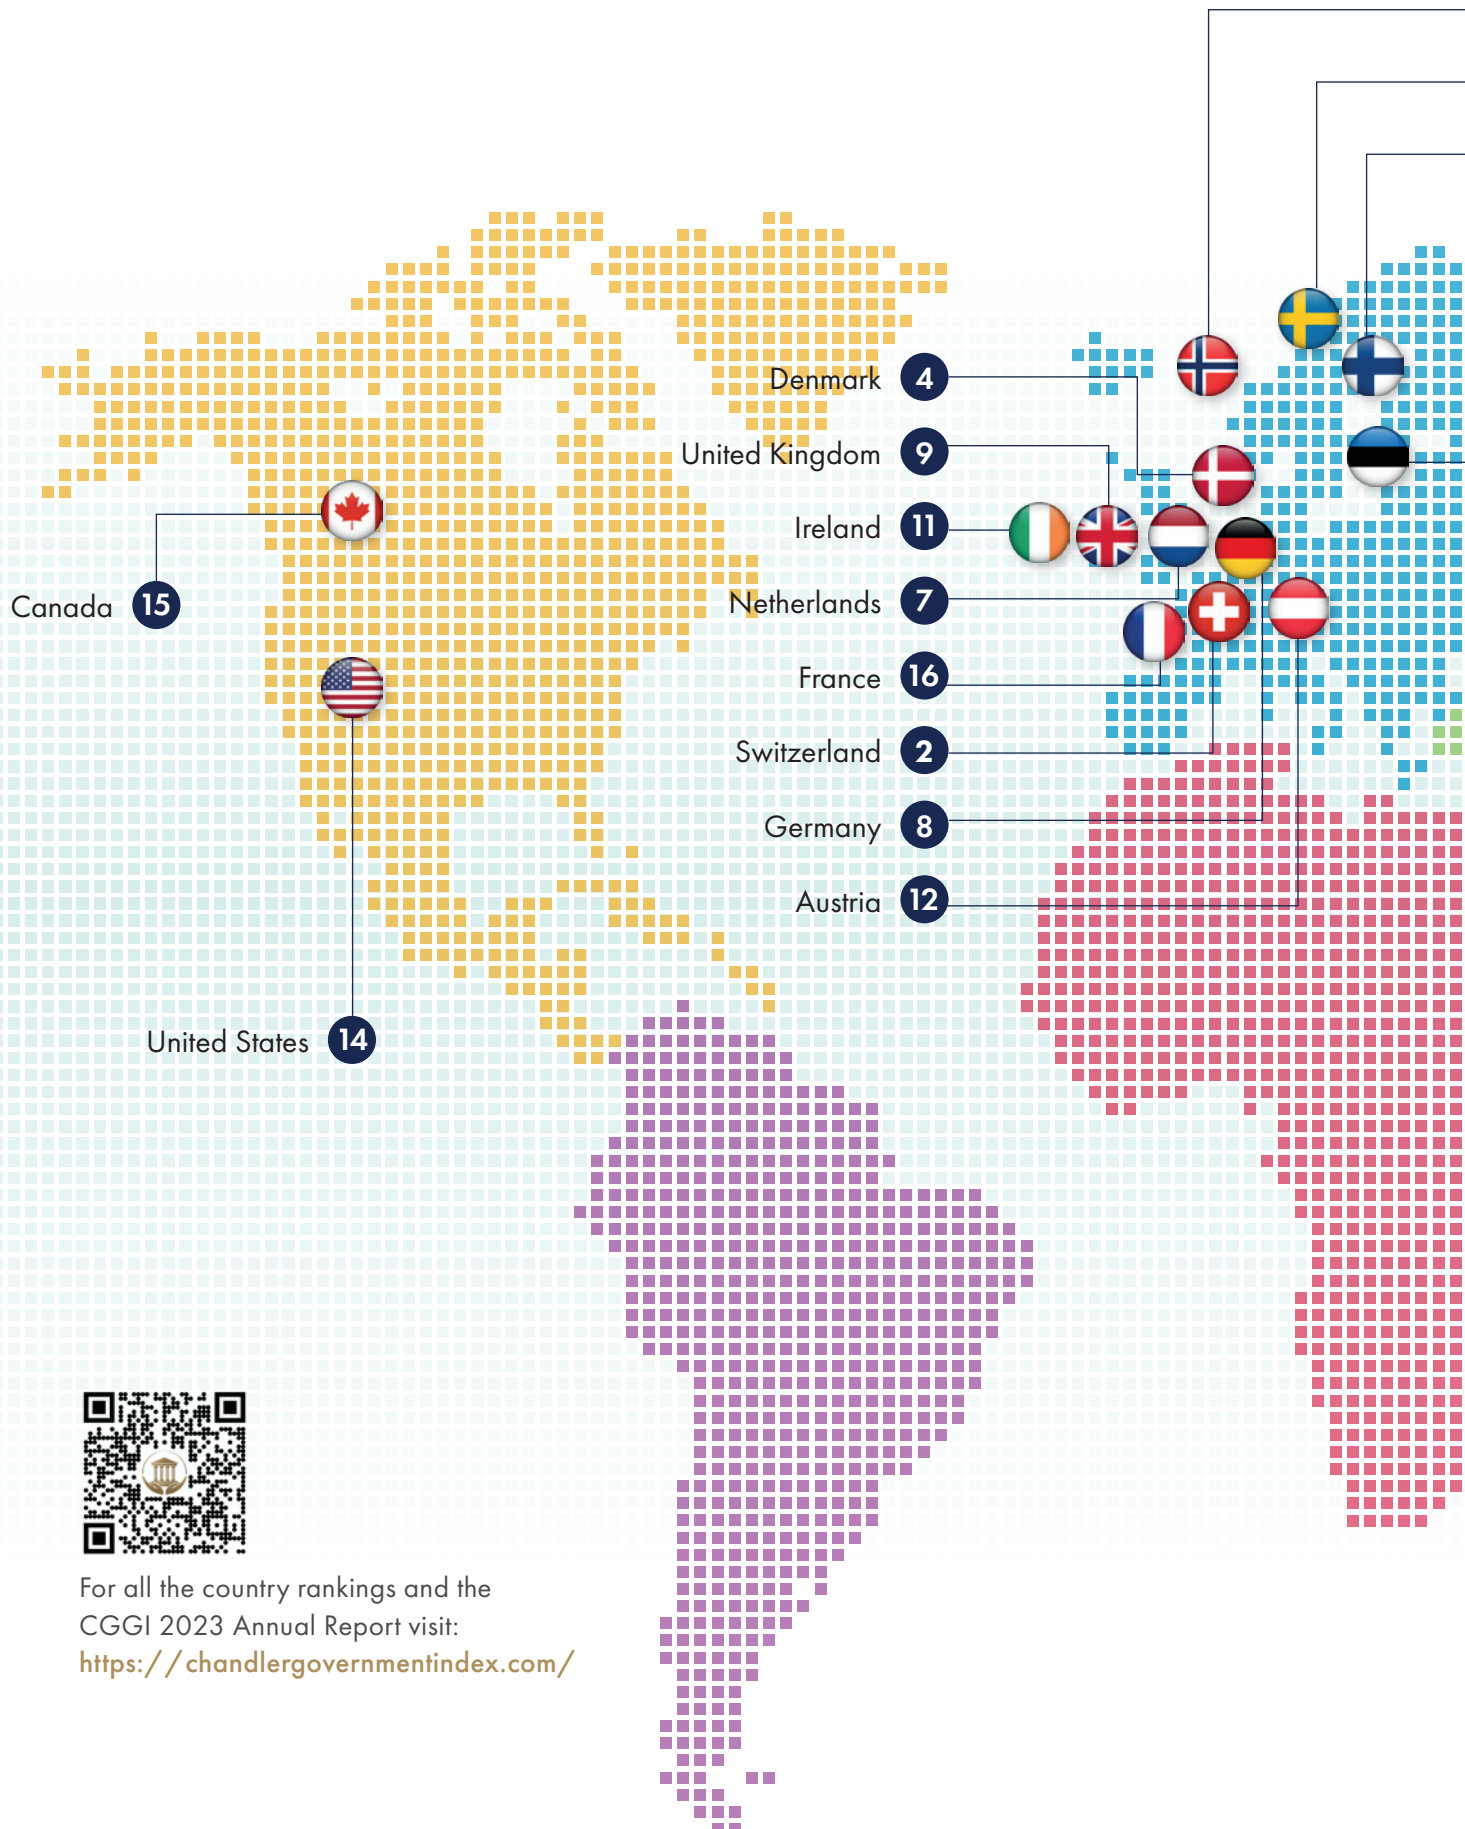 Denmark 4
United Kingdom 9
Ireland 11
Netherlands 7
France 16
Switzerland 2
Germany 8
Austria 12
Canada 15
United States 14
For all the country rankings and the
CGGI 2023 Annual Report visit:
https://chandlergovernmentindex.com/